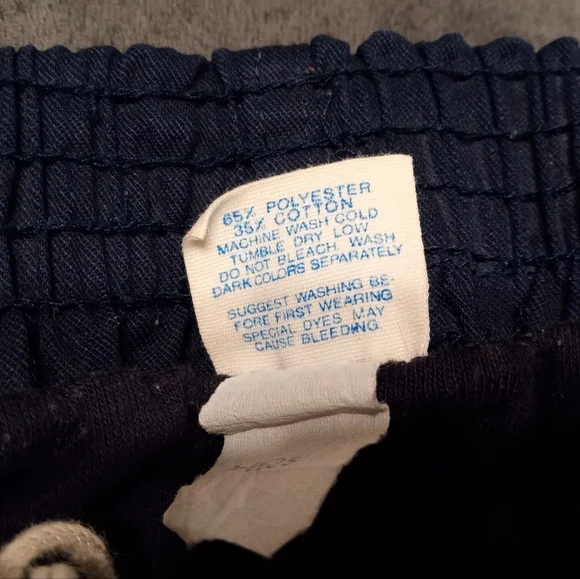 65% POLYESTER
35% COTTON
MACHINE WASH COLD
TUMBLE DRY LOW
DO NOT BLEACH. WASH
DARK COLORS SEPARATELY
SUGGEST WASHING BE-
FORE FIRST WEARING
SPECIAL DYES MAY
CAUSE BLEEDING